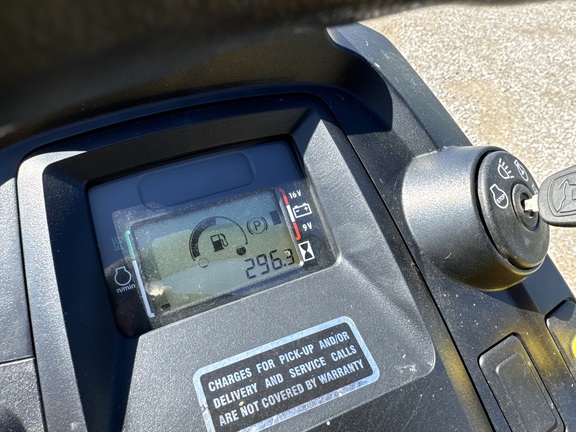 16V
P
9V
296.3
n/min
CHARGES FOR PICK-UP AND/OR
DELIVERY AND SERVICE CALLS
ARE NOT COVERED BY WARRANTY